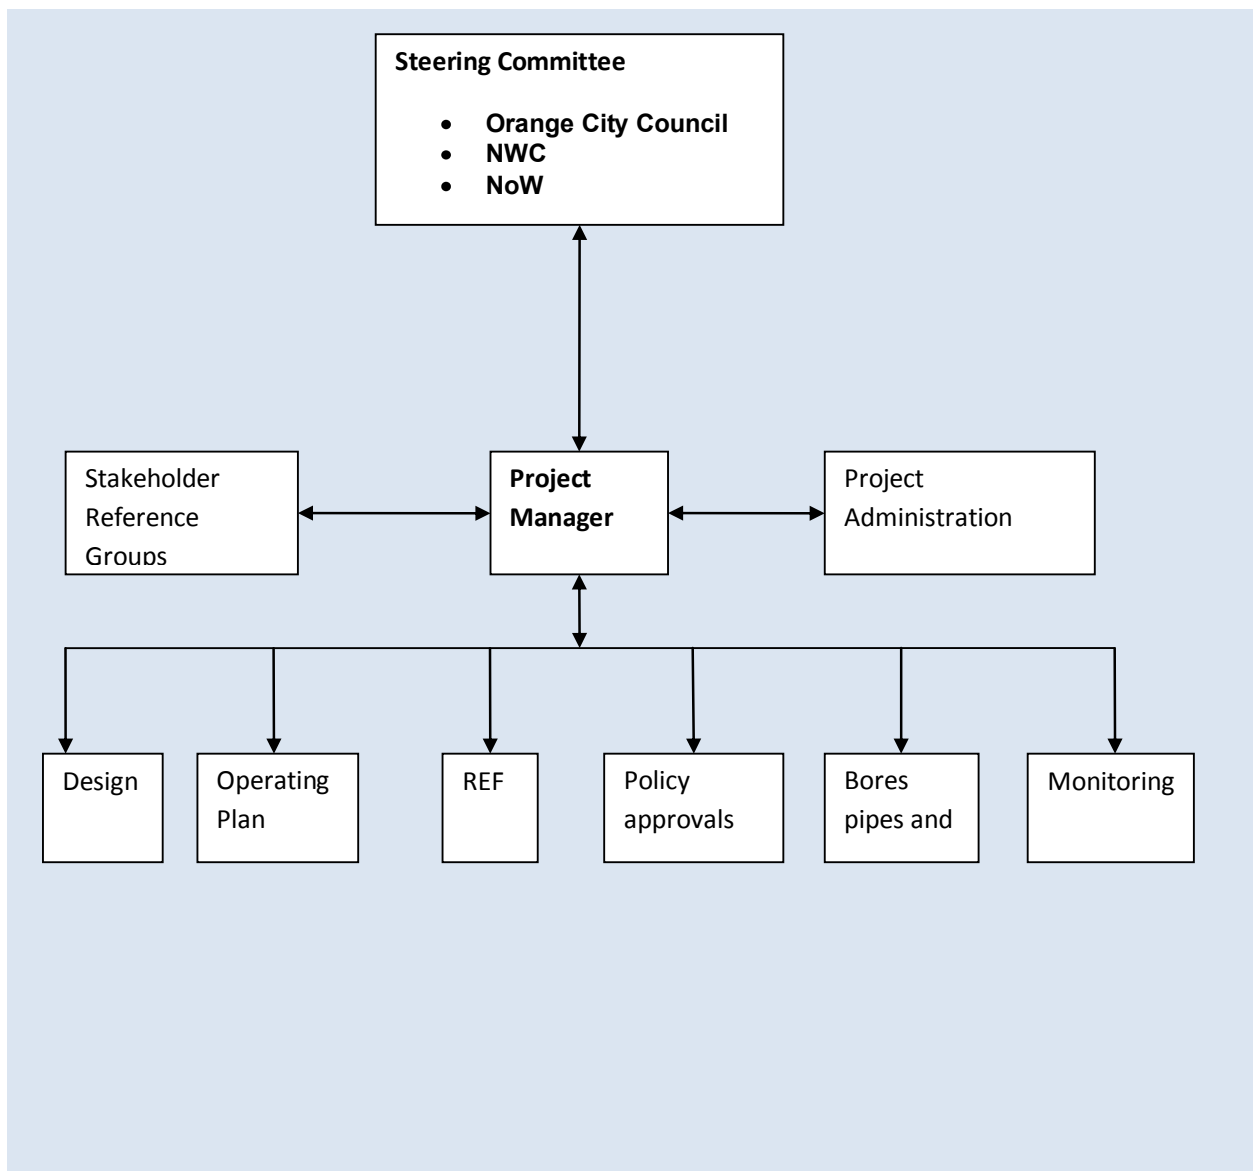 Steering Committee
• Orange City Council
• NWC
• NoW
Stakeholder
Reference
Groups
Project
Manager
Project
Administration
Design
Operating
Plan
REF
Policy
approvals
Bores
pipes and
Monitoring